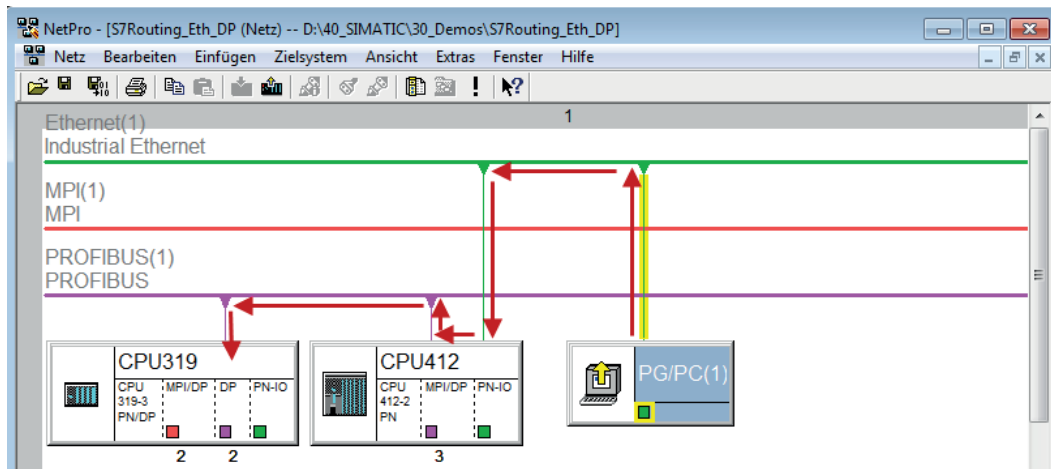 NetPro - [S7Routing_Eth_DP (Netz) -- D:\40_SIMATIC\30_Demos\S7Routing_Eth_DP]
Netz Bearbeiten Einfügen Zielsystem Ansicht Extras Fenster Hilfe
1
Ethernet(1)
Industrial Ethernet
MPI(1)
MPI
PROFIBUS(1)
PROFIBUS
CPU319
CPU MPI/DP DP PN-IO
319-3
PN/DP
2 2
CPU412
CPU MPI/DP PN-IO
412-2
PN
3
PG/PC(1)